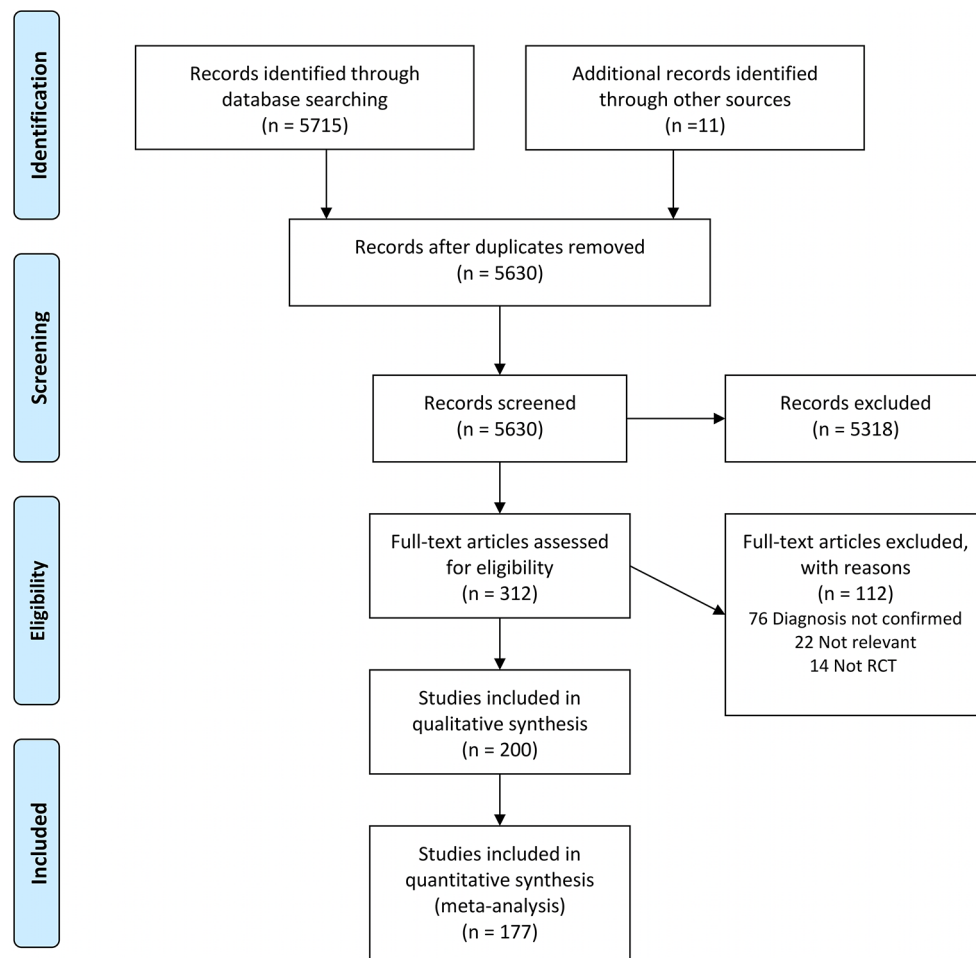 Identification
Records identified through
database searching
(n = 5715)
Additional records identified
through other sources
(n =11)
Records after duplicates removed
(n = 5630)
Screening
Records screened
(n = 5630)
Records excluded
(n = 5318)
Eligibility
Full-text articles assessed
for eligibility
(n = 312)
Full-text articles excluded,
with reasons
(n = 112)
76 Diagnosis not confirmed
22 Not relevant
14 Not RCT
Studies included in
qualitative synthesis
(n = 200)
Included
Studies included in
quantitative synthesis
(meta-analysis)
(n = 177)